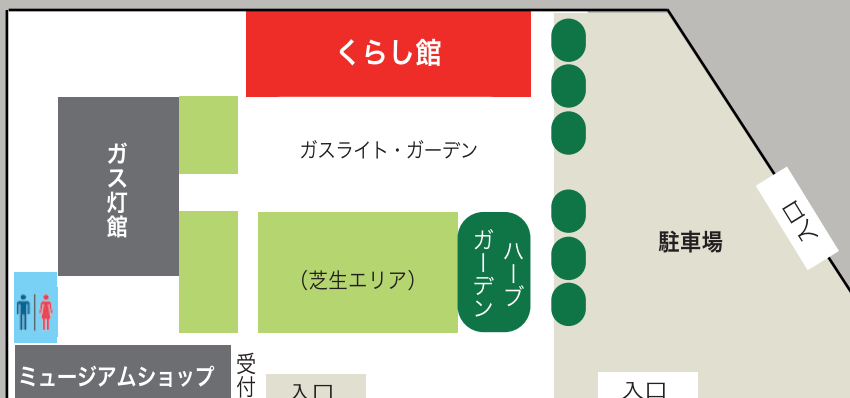 くらし館
ガス灯館
ガスライト・ガーデン
(芝生エリア)
ハーブ
ガーデン
駐車場
入口
ミュージアムショップ
受付
入口
入口